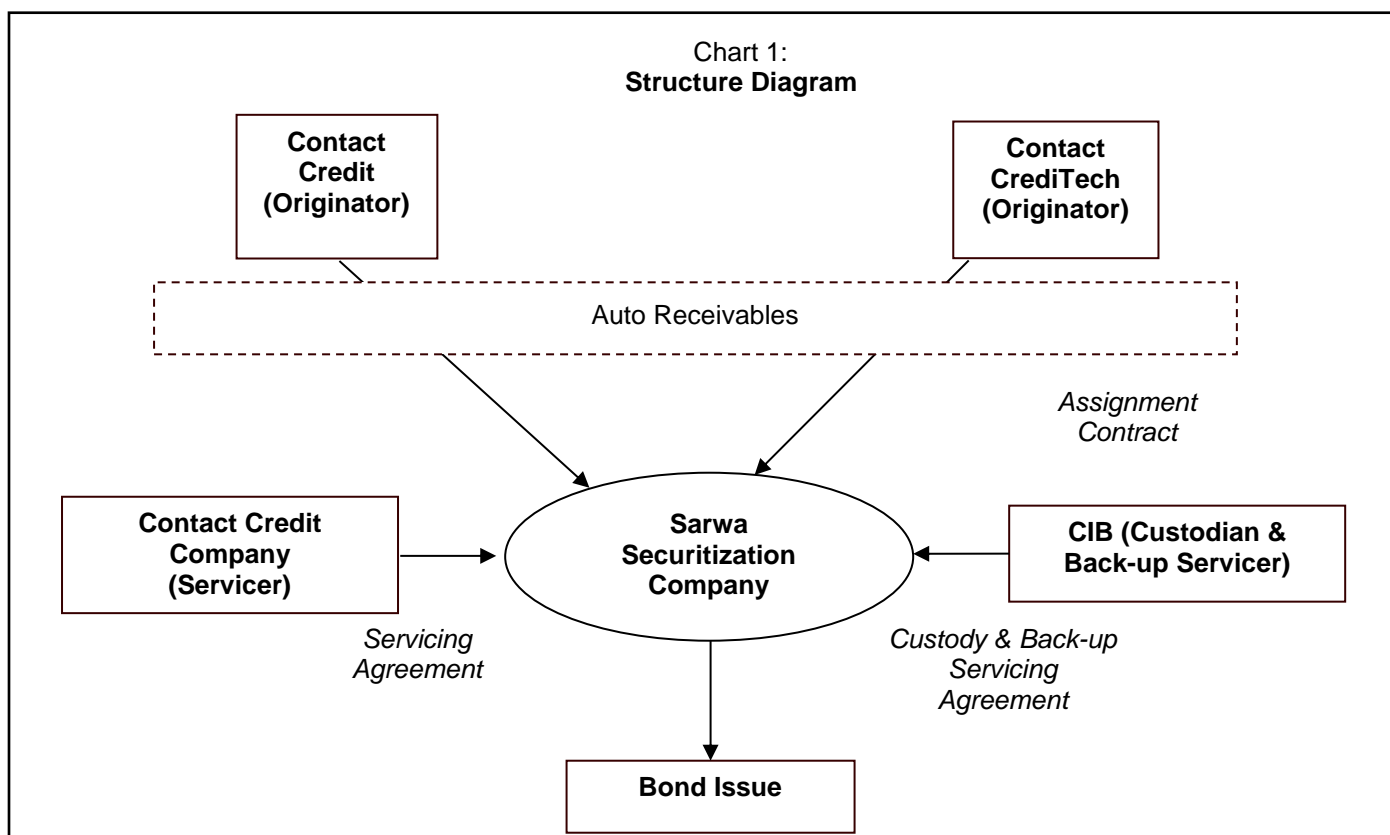 Chart 1:
Structure Diagram
Contact
Credit
(Originator)
Contact
CrediTech
(Originator)
Auto Receivables
Assignment
Contract
Contact Credit
Company
(Servicer)
Sarwa
Securitization
Company
CIB (Custodian &
Back-up Servicer)
Servicing
Agreement
Custody & Back-up
Servicing
Agreement
Bond Issue